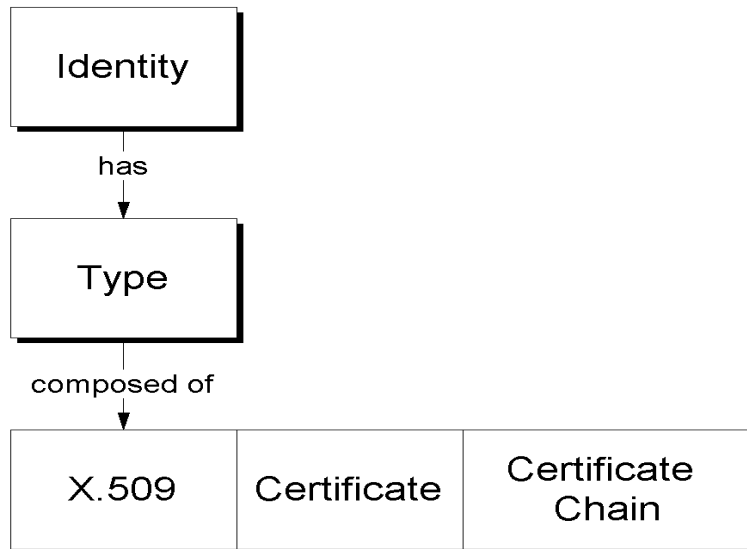 Identity
has
Type
composed of
X.509
Certificate
Certificate
Chain